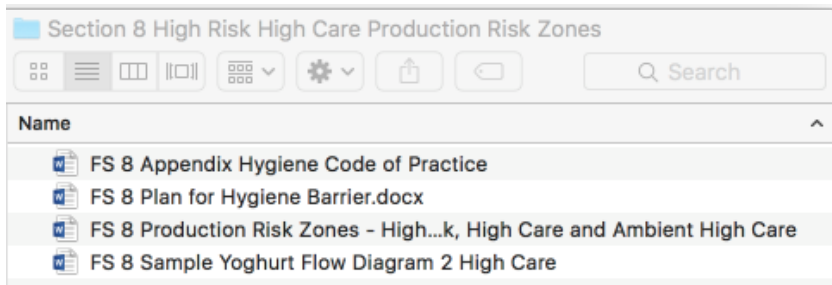 Section 8 High Risk High Care Production Risk Zones
Search
Name
FS 8 Appendix Hygiene Code of Practice
FS 8 Plan for Hygiene Barrier.docx
FS 8 Production Risk Zones - High...k, High Care and Ambient High Care
FS 8 Sample Yoghurt Flow Diagram 2 High Care